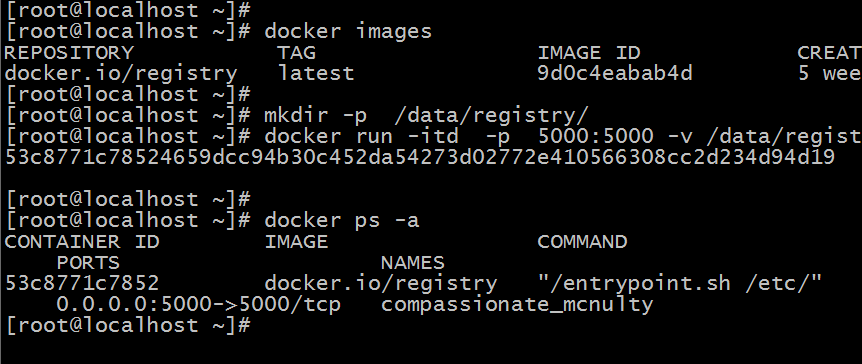 [root@localhost ~]#
[root@localhost ~]# docker images
REPOSITORY TAG IMAGE ID CREAT
docker.io/registry latest 9d0c4eabab4d 5 wee
[root@localhost ~]#
[root@localhost ~]# mkdir -p /data/registry/
[root@localhost ~]# docker run -itd -p 5000:5000 -v /data/regist
53c8771c78524659dcc94b30c452da54273d02772e410566308cc2d234d94d19
[root@localhost ~]#
[root@localhost ~]# docker ps -a
CONTAINER ID IMAGE COMMAND
PORTS NAMES
53c8771c7852 docker.io/registry "/entrypoint.sh /etc/"
0.0.0.0:5000->5000/tcp compassionate_mcnulty
[root@localhost ~]#